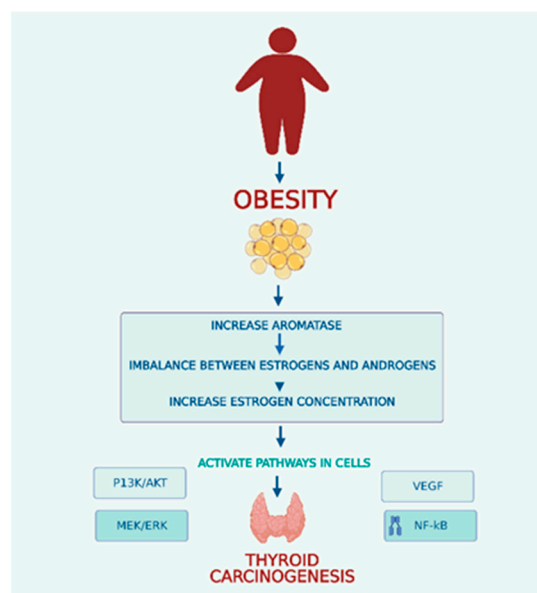 OBESITY
INCREASE AROMATASE
IMBALANCE BETWEEN ESTROGENS AND ANDROGENS
INCREASE ESTROGEN CONCENTRATION
ACTIVATE PATHWAYS IN CELLS
P13K/AKT
VEGF
MEK/ERK
NF-kB
THYROID
CARCINOGENESIS